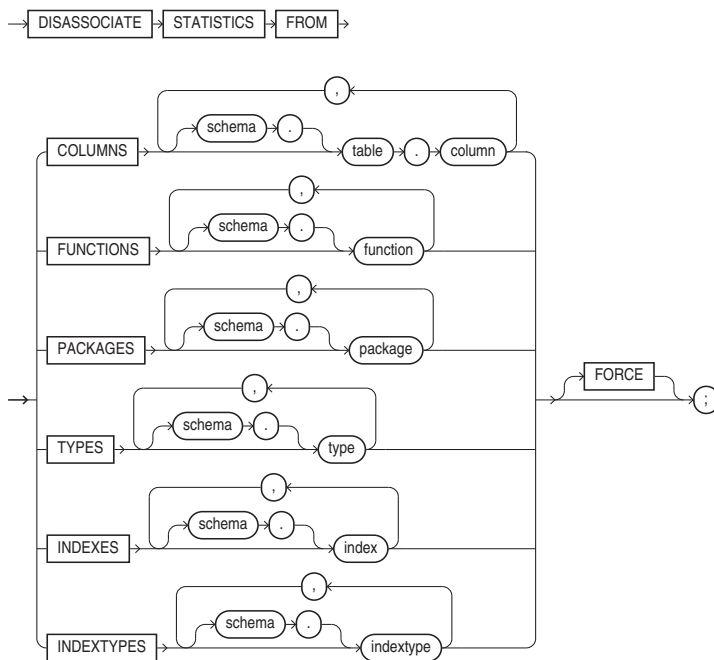 DISASSOCIATE STATISTICS FROM
,
schema .
COLUMNS table . column
,
schema .
FUNCTIONS function
,
schema .
PACKAGES package
FORCE
;
,
schema .
TYPES type
,
schema .
INDEXES index
,
schema .
INDEXTYPES indextype